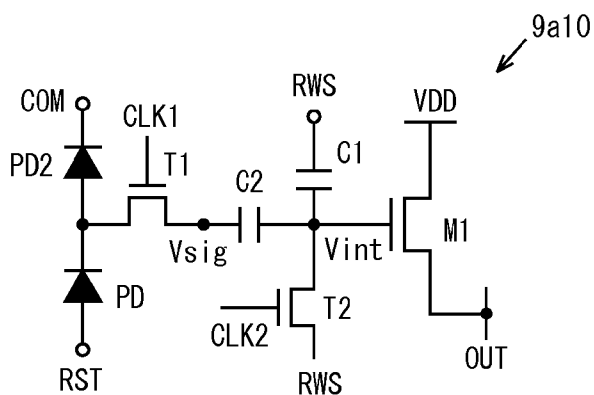 9a10
RWS
VDD
COM
CLK1
PD2
T1
C1
C2
M1
Vsig
Vint
PD
T2
CLK2
OUT
RST
RWS